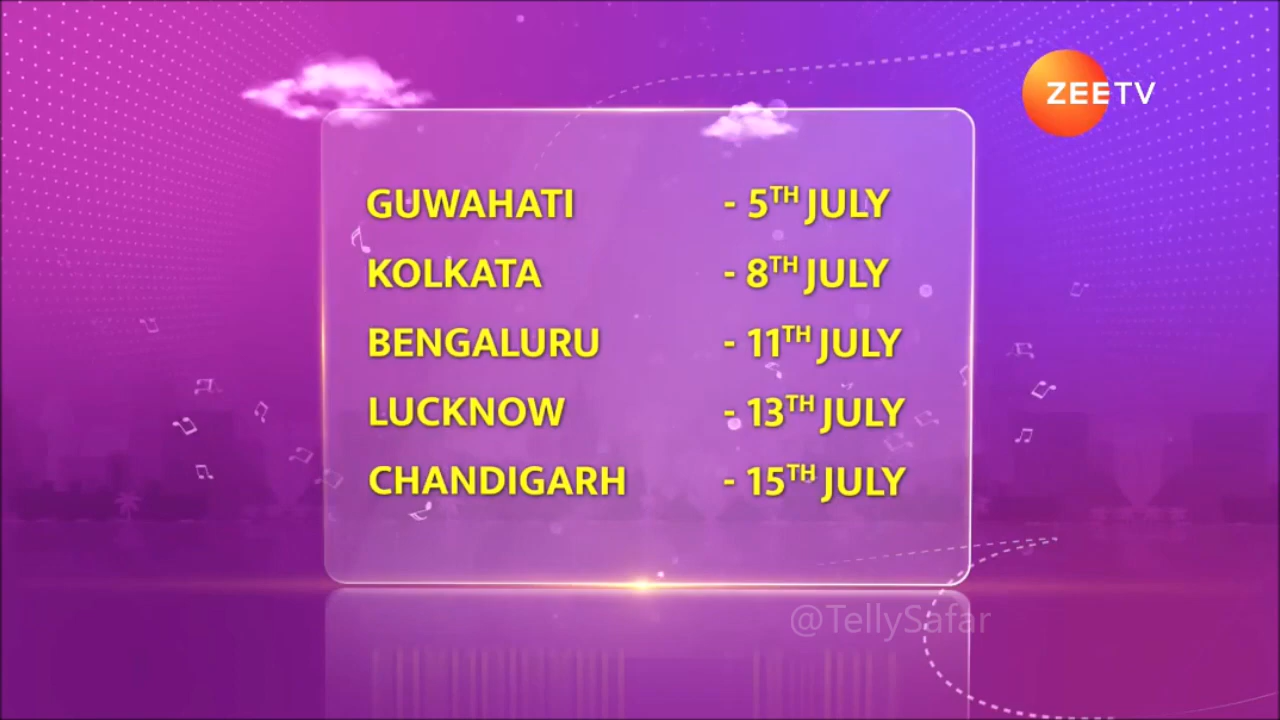 ZEETV
GUWAHATI - 5TH JULY
KOLKATA - 8TH JULY
BENGALURU - 11TH JULY
LUCKNOW - 13TH JULY
CHANDIGARH - 15TH JULY
@TellySafar